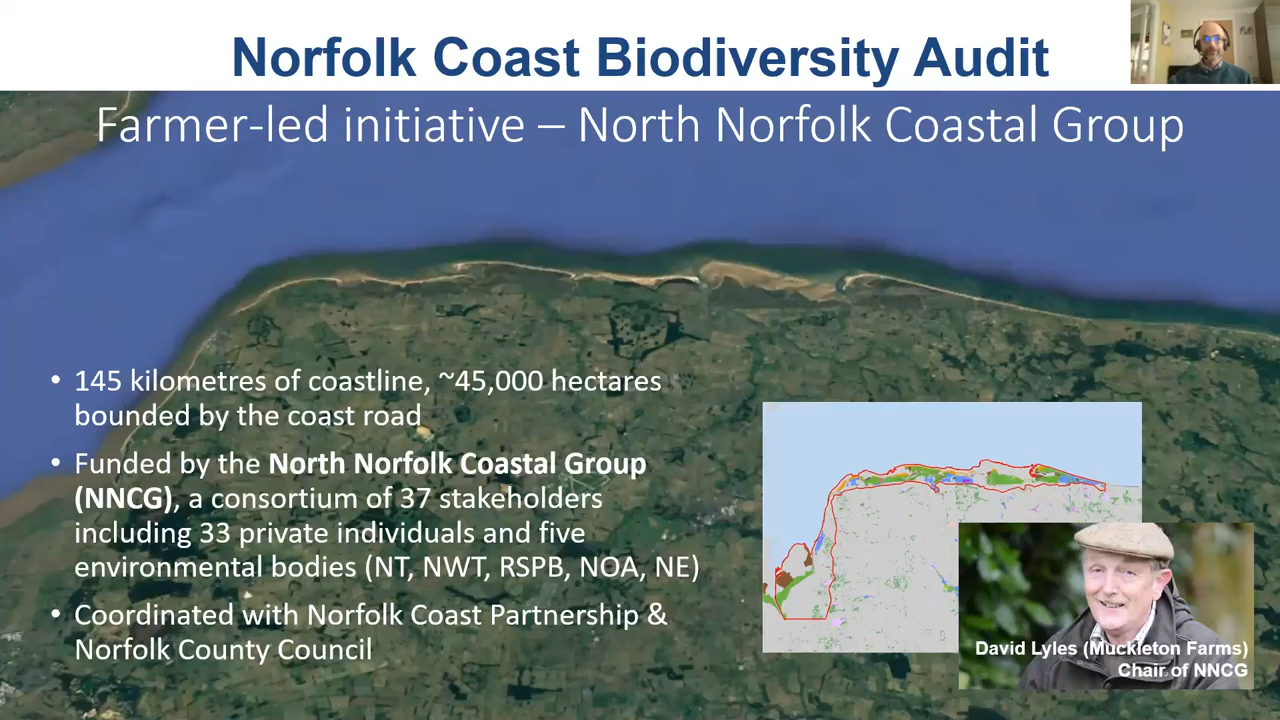 Norfolk Coast Biodiversity Audit
Farmer-led initiative – North Norfolk Coastal Group
• 145 kilometres of coastline, ~45,000 hectares
bounded by the coast road
• Funded by the North Norfolk Coastal Group
(NNCG), a consortium of 37 stakeholders
including 33 private individuals and five
environmental bodies (NT, NWT, RSPB, NOA, NE)
• Coordinated with Norfolk Coast Partnership &
Norfolk County Council
David Lyles (Muckleton Farms)
Chair of NNCG